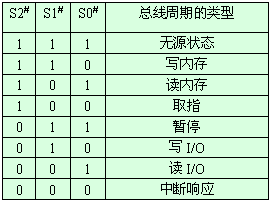 S2# S1# S0# 总线周期的类型
1 1 1 无源状态
1 1 0 写内存
1 0 1 读内存
1 0 0 取指
0 1 1 暂停
0 1 0 写 I/O
0 0 1 读 I/O
0 0 0 中断响应